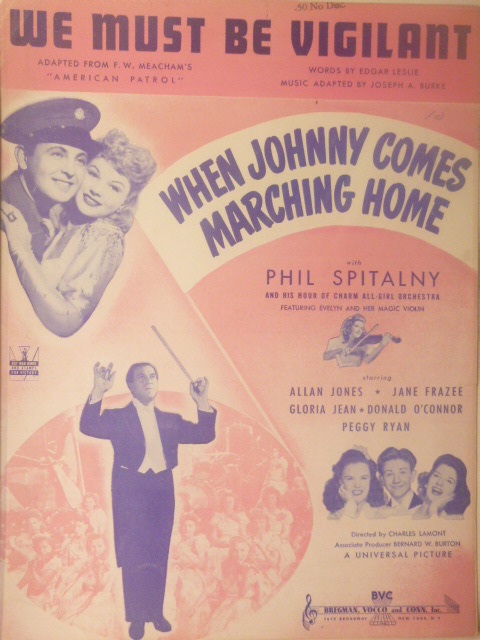 .50 No Disc.
WE MUST BE VIGILANT
ADAPTED FROM F. W. MEACHAM'S
"AMERICAN PATROL"
WORDS BY EDGAR LESLIE
MUSIC ADAPTED BY JOSEPH A. BURKE
WHEN JOHNNY COMES
MARCHING HOME
with
PHIL SPITALNY
AND HIS HOUR OF CHARM ALL-GIRL ORCHESTRA
FEATURING EVELYN AND HER MAGIC VIOLIN
starring
ALLAN JONES ★ JANE FRAZEE
GLORIA JEAN ★ DONALD O'CONNOR
PEGGY RYAN
Directed by CHARLES LAMONT
Associate Producer BERNARD W. BURTON
A UNIVERSAL PICTURE
BVC
BREGMAN, VOCCO and CONN, Inc.
1619 BROADWAY NEW YORK, N.Y.